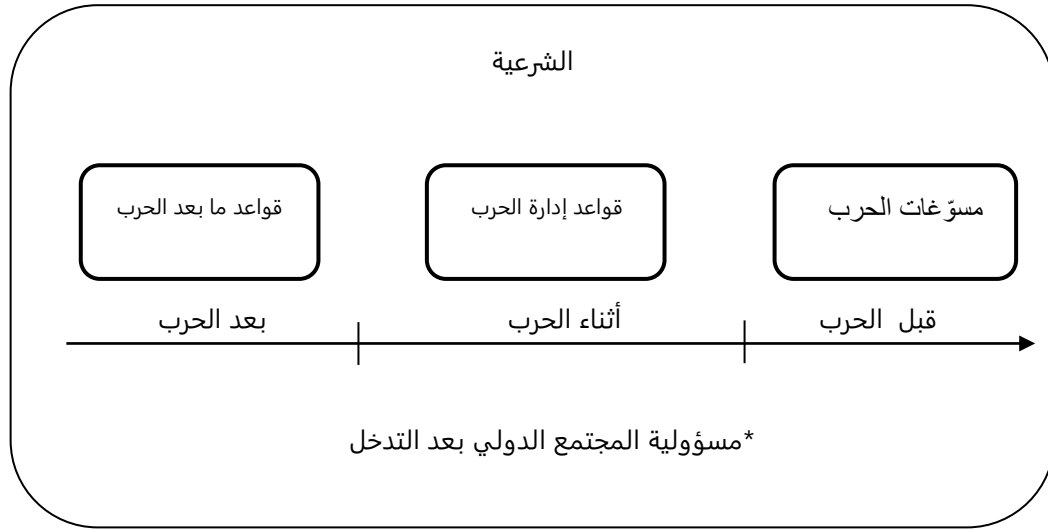 الشرعية
مسوّغات الحرب
قواعد إدارة الحرب
قواعد ما بعد الحرب
قبل الحرب
أثناء الحرب
بعد الحرب
*مسؤولية المجتمع الدولي بعد التدخل